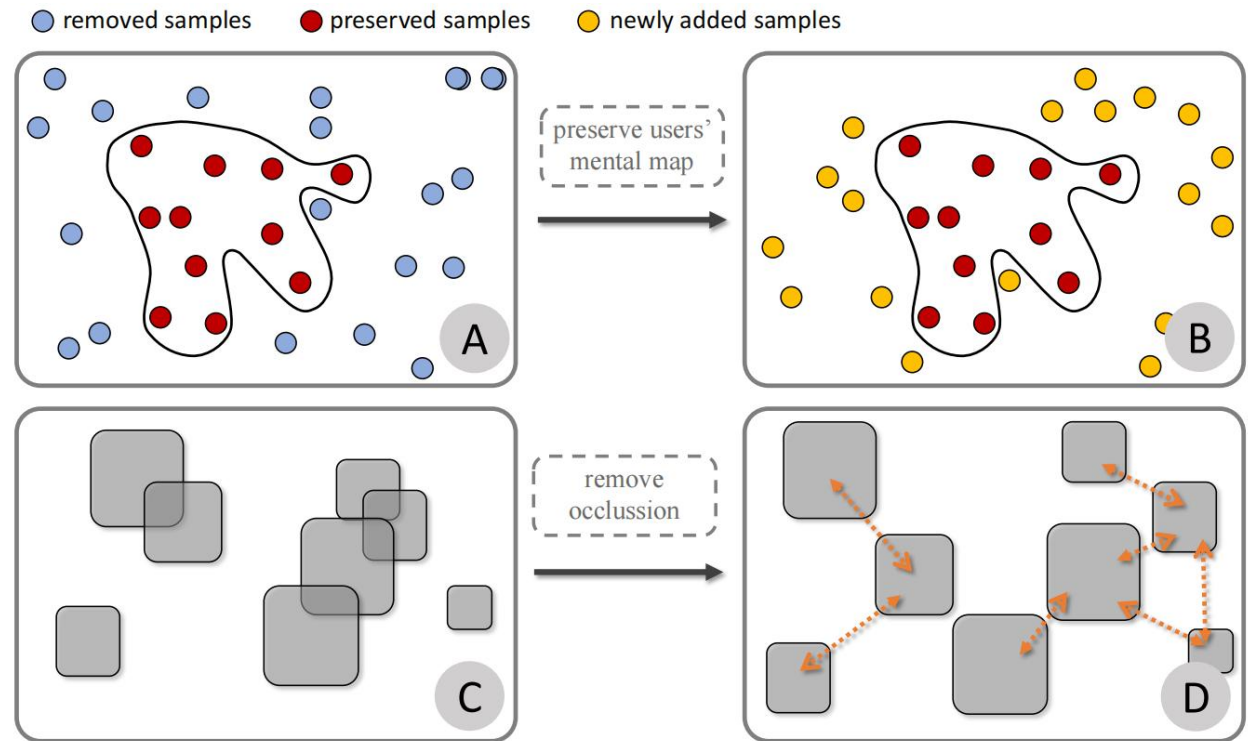 removed samples
preserved samples
newly added samples
preserve users'
mental map
A
B
remove
occlussion
C
D